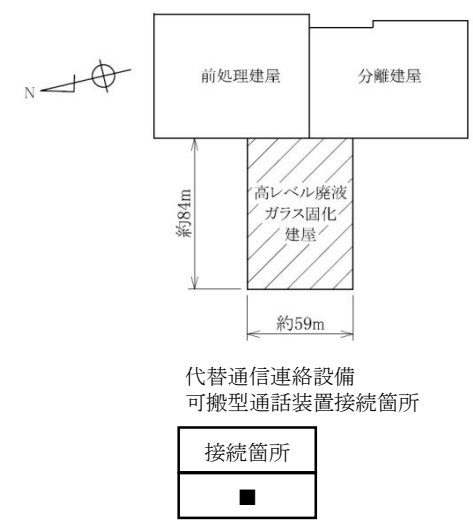 前処理建屋
分離建屋
N
高レベル廃液
ガラス固化
建屋
約84m
約59m
代替通信連絡設備
可搬型通話装置接続箇所
接続箇所
■